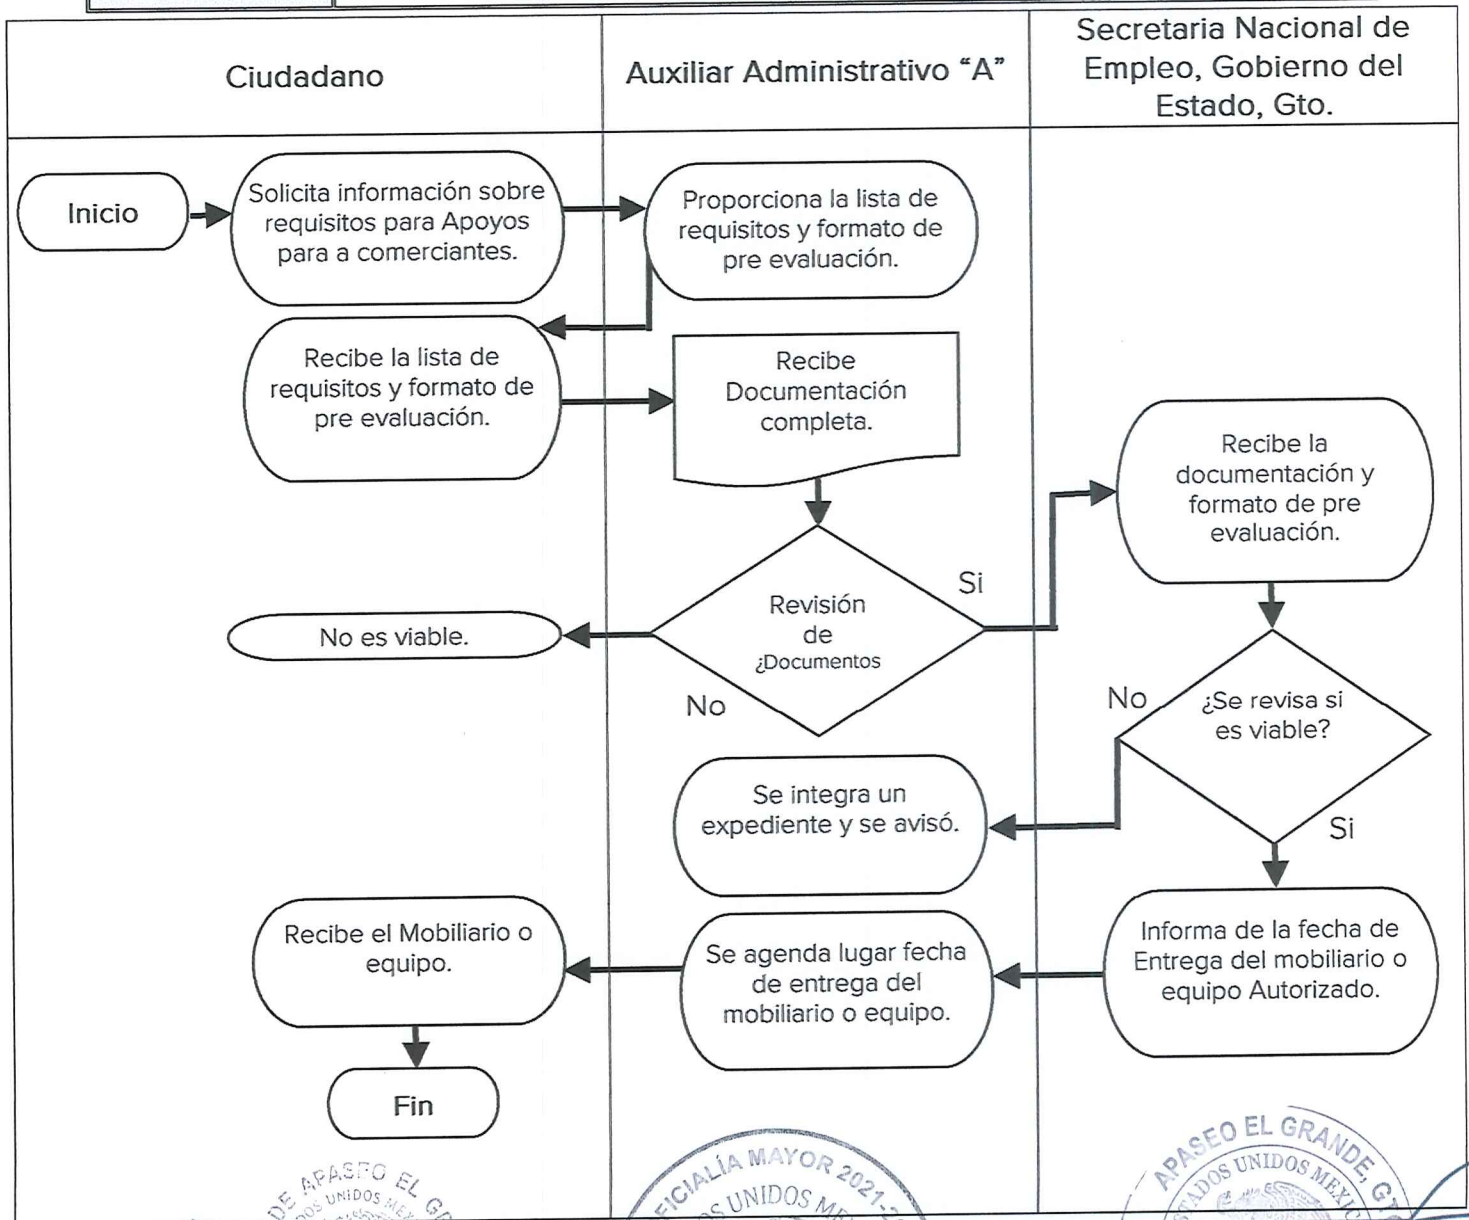 Ciudadano
Auxiliar Administrativo “A”
Secretaria Nacional de
Empleo, Gobierno del
Estado, Gto.
Inicio
Solicita información sobre
requisitos para Apoyos
para a comerciantes.
Proporciona la lista de
requisitos y formato de
pre evaluación.
Recibe la lista de
requisitos y formato de
pre evaluación.
Recibe
Documentación
completa.
Recibe la
documentación y
formato de pre
evaluación.
Revisión
de
¿Documentos
Si
No
No es viable.
¿Se revisa si
es viable?
No
Si
Se integra un
expediente y se avisó.
Informa de la fecha de
Entrega del mobiliario o
equipo Autorizado.
Se agenda lugar fecha
de entrega del
mobiliario o equipo.
Recibe el Mobiliario o
equipo.
Fin
DE APASEO EL
UNIDOS
MAYOR 2021-
UNIDOS
APASEO EL GRANDE, GTO
UNIDOS